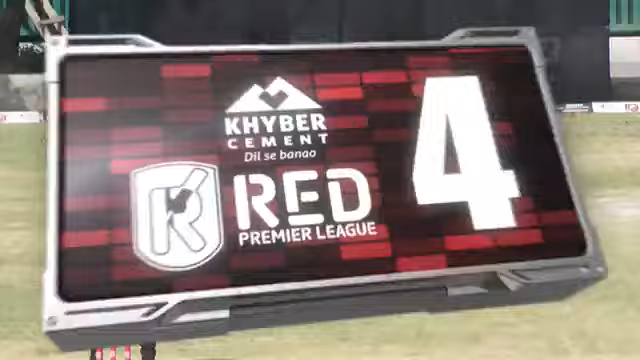 KHYBER
CEMENT
Dil se banao
RED
PREMIER LEAGUE
4